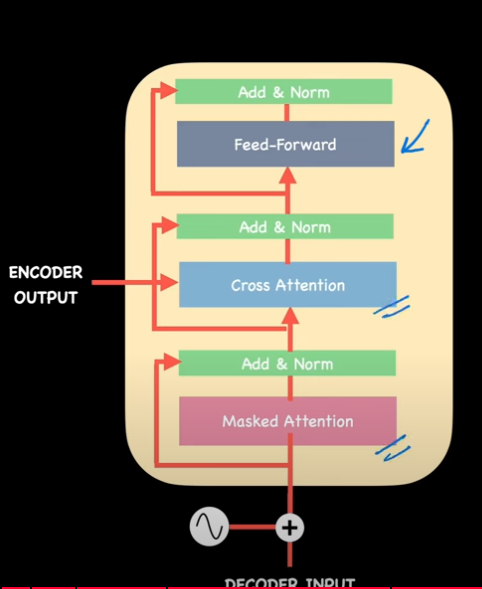 Add & Norm
Feed-Forward
Add & Norm
ENCODER
OUTPUT
Cross Attention
Add & Norm
Masked Attention
DECODER INPUT